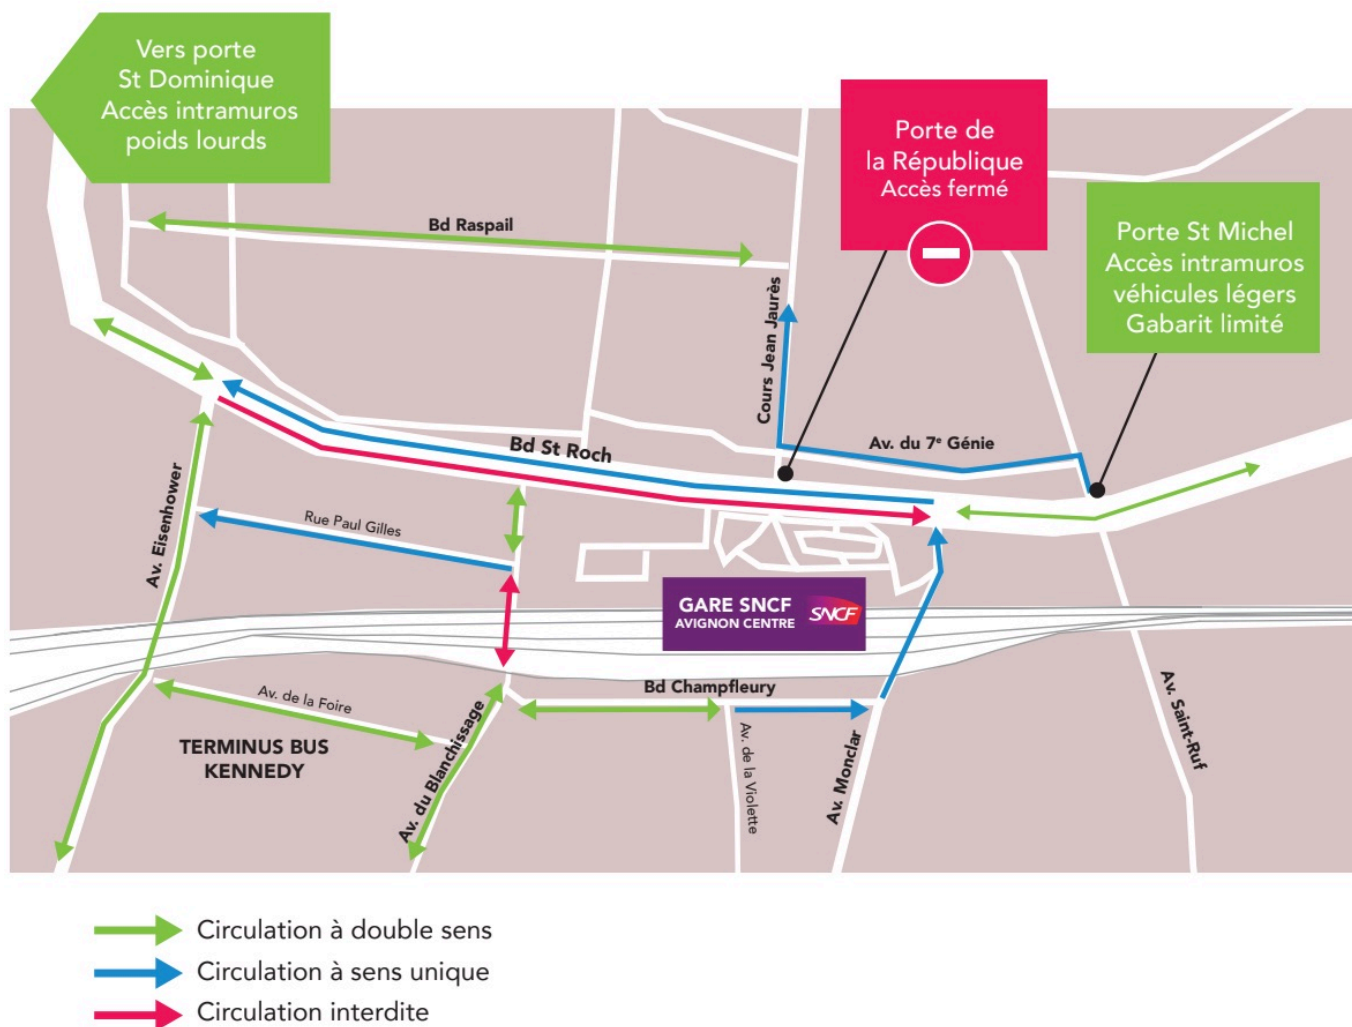 Vers porte
St Dominique
Accès intramuros
poids lourds
Porte de
la République
Accès fermé
Porte St Michel
Accès intramuros
véhicules légers
Gabarit limité
Bd Raspail
Cours Jean Jaurès
Av. du 7e Génie
Bd St Roch
Av. Eisenhower
Rue Paul Gilles
GARE SNCF
AVIGNON CENTRE
SNCF
Bd Champfleury
Av. de la Foire
TERMINUS BUS
KENNEDY
Av. du Blanchissage
Av. de la Violette
Av. Monclar
Av. Saint-Ruf
Circulation à double sens
Circulation à sens unique
Circulation interdite